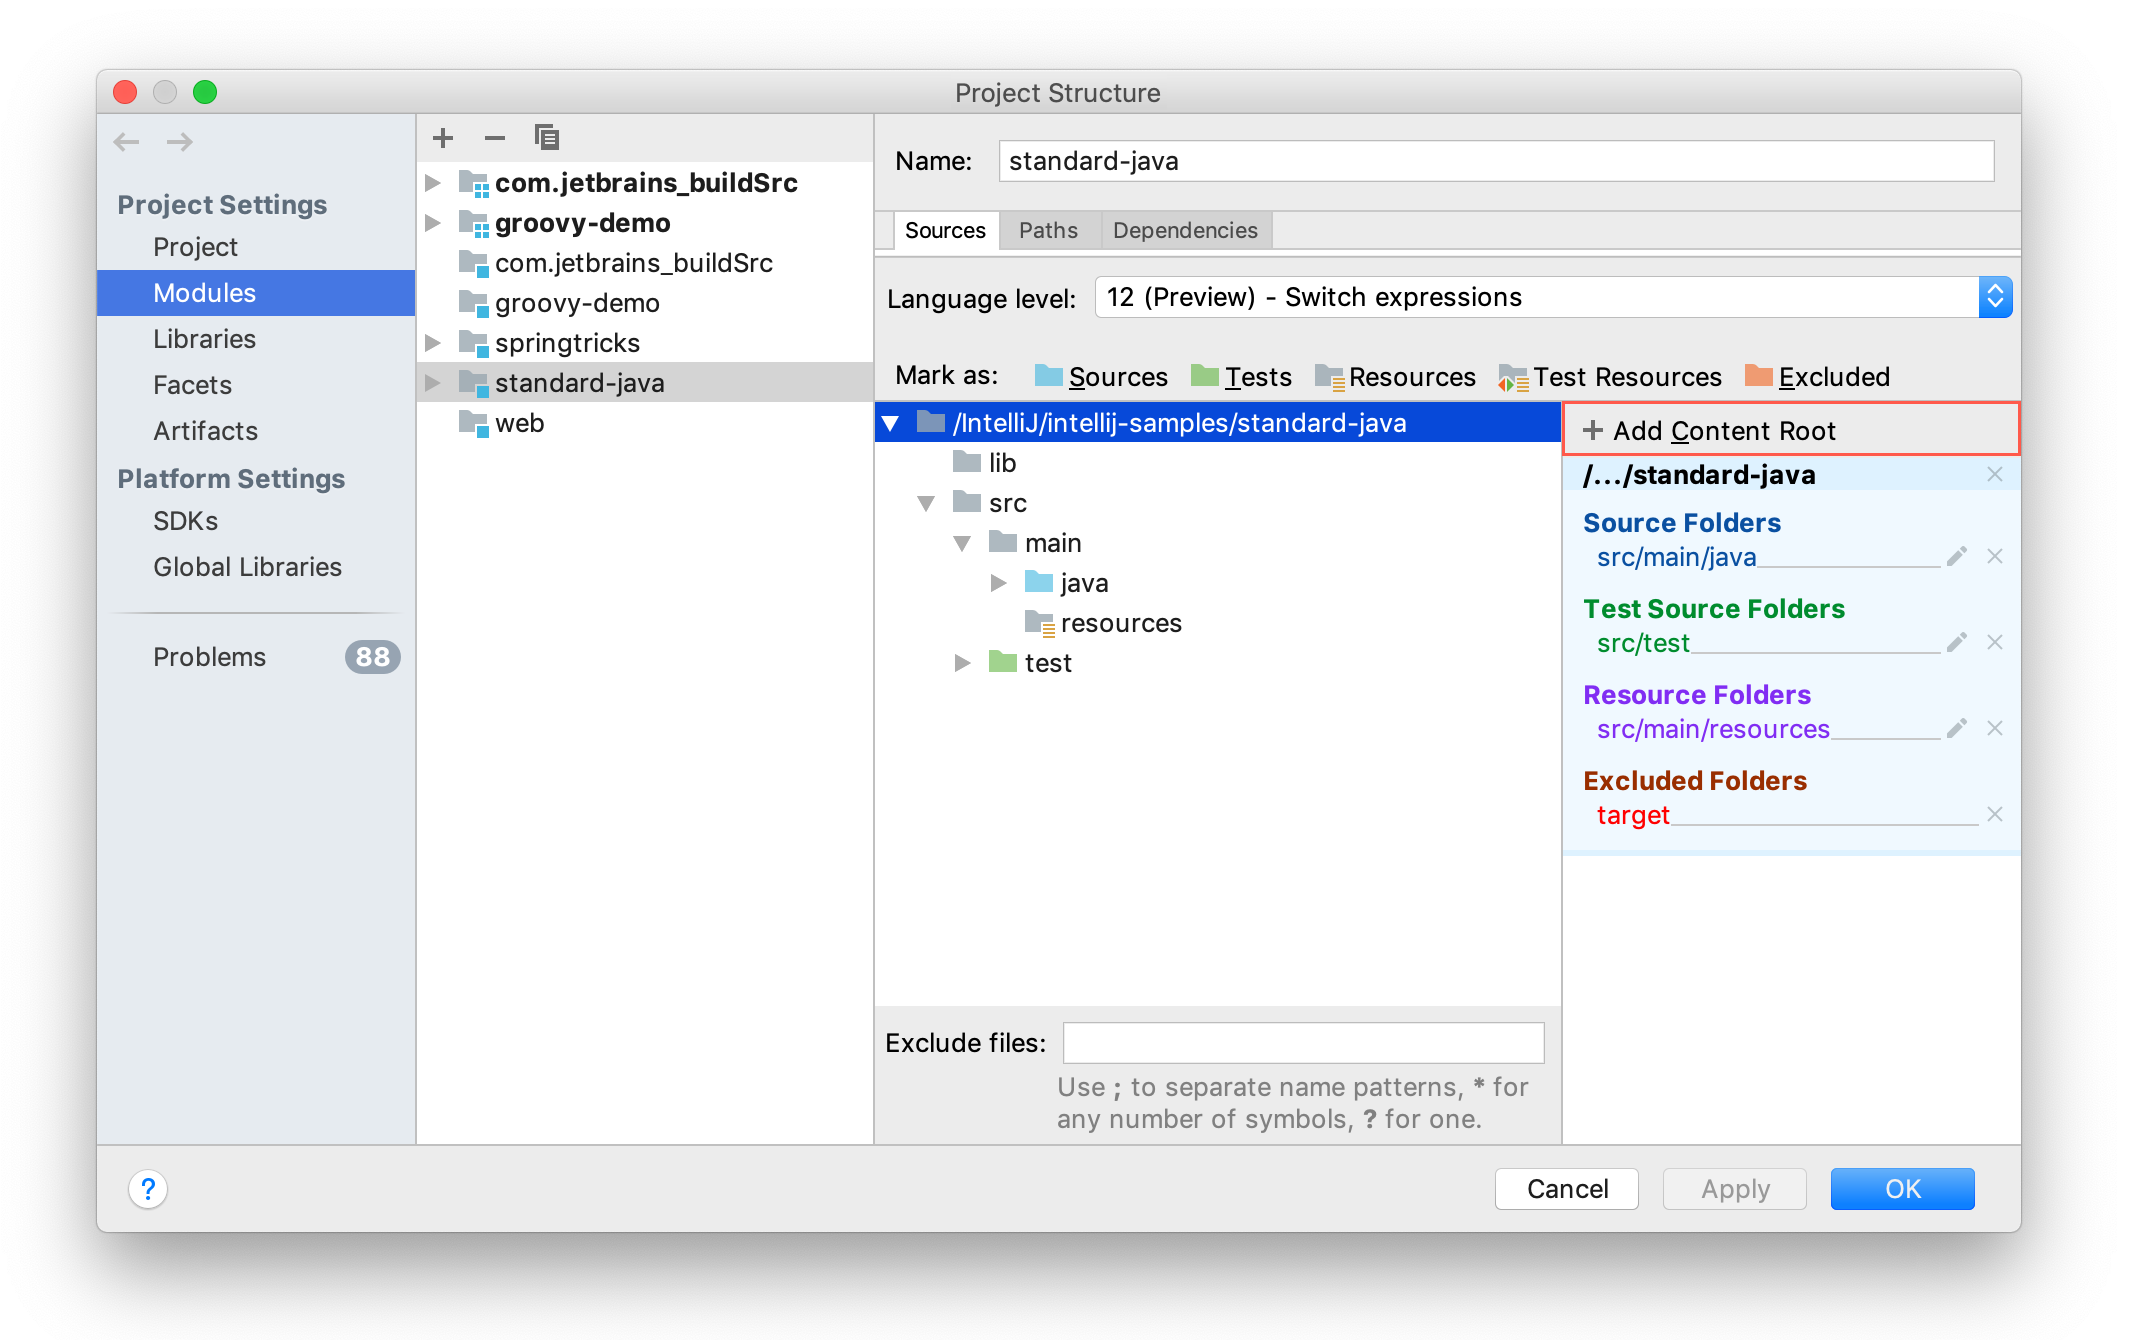 Project Structure
Project Settings
Project
Modules
Libraries
Facets
Artifacts
Platform Settings
SDKs
Global Libraries
Problems 88
com.jetbrains_buildSrc
groovy-demo
com.jetbrains_buildSrc
groovy-demo
springtricks
standard-java
web
Name: standard-java
Sources Paths Dependencies
Language level: 12 (Preview) - Switch expressions
Mark as: Sources Tests Resources Test Resources Excluded
/IntelliJ/intellij-samples/standard-java
lib
src
main
java
resources
test
Exclude files:
Use ; to separate name patterns, * for
any number of symbols, ? for one.
+ Add Content Root
/.../standard-java
Source Folders
src/main/java
Test Source Folders
src/test
Resource Folders
src/main/resources
Excluded Folders
target
? Cancel Apply OK